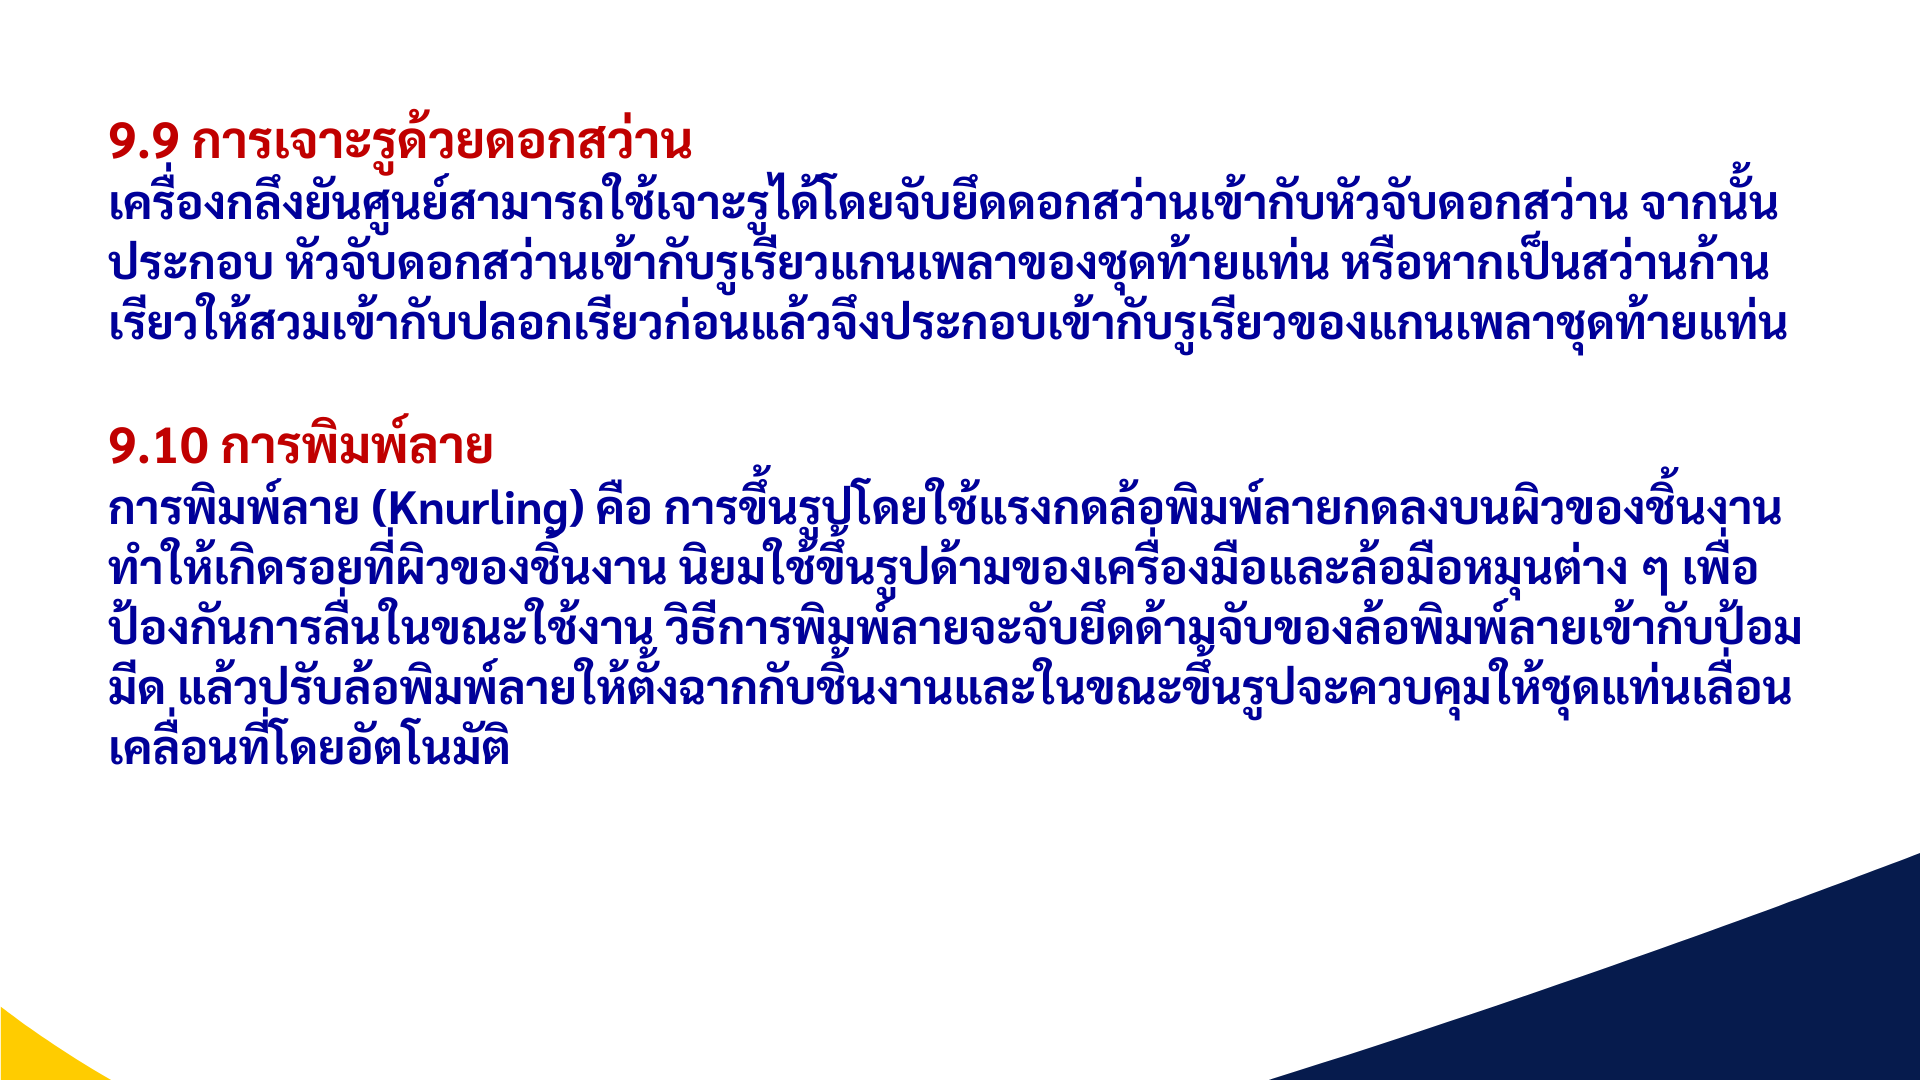 9.9 การเจาะรูด้วยดอกสว่าน
เครื่องกลึงยันศูนย์สามารถใช้เจาะรูได้โดยจับยึดดอกสว่านเข้ากับหัวจับดอกสว่าน จากนั้น
ประกอบ หัวจับดอกสว่านเข้ากับรูเรียวแกนเพลาของชุดท้ายแท่น หรือหากเป็นสว่านก้าน
เรียวให้สวมเข้ากับปลอกเรียวก่อนแล้วจึงประกอบเข้ากับรูเรียวของแกนเพลาชุดท้ายแท่น
9.10 การพิมพ์ลาย
การพิมพ์ลาย (Knurling) คือ การขึ้นรูปโดยใช้แรงกดล้อพิมพ์ลายกดลงบนผิวของชิ้นงาน
ทำให้เกิดรอยที่ผิวของชิ้นงาน นิยมใช้ขึ้นรูปด้ามของเครื่องมือและล้อมือหมุนต่าง ๆ เพื่อ
ป้องกันการลื่นในขณะใช้งาน วิธีการพิมพ์ลายจะจับยึดด้ามจับของล้อพิมพ์ลายเข้ากับป้อม
มีด แล้วปรับล้อพิมพ์ลายให้ตั้งฉากกับชิ้นงานและในขณะขึ้นรูปจะควบคุมให้ชุดแท่นเลื่อน
เคลื่อนที่โดยอัตโนมัติ